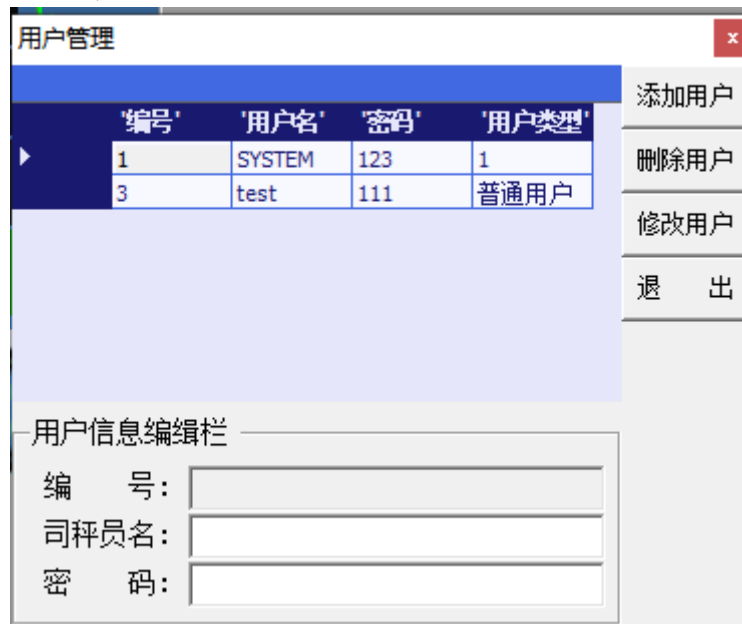 用户管理
x
添加用户
'编号' '用户名' '密码' '用户类型'
1 SYSTEM 123 1
删除用户
3 test 111 普通用户
修改用户
退 出
用户信息编辑栏
编 号:
司秤员名:
密 码: